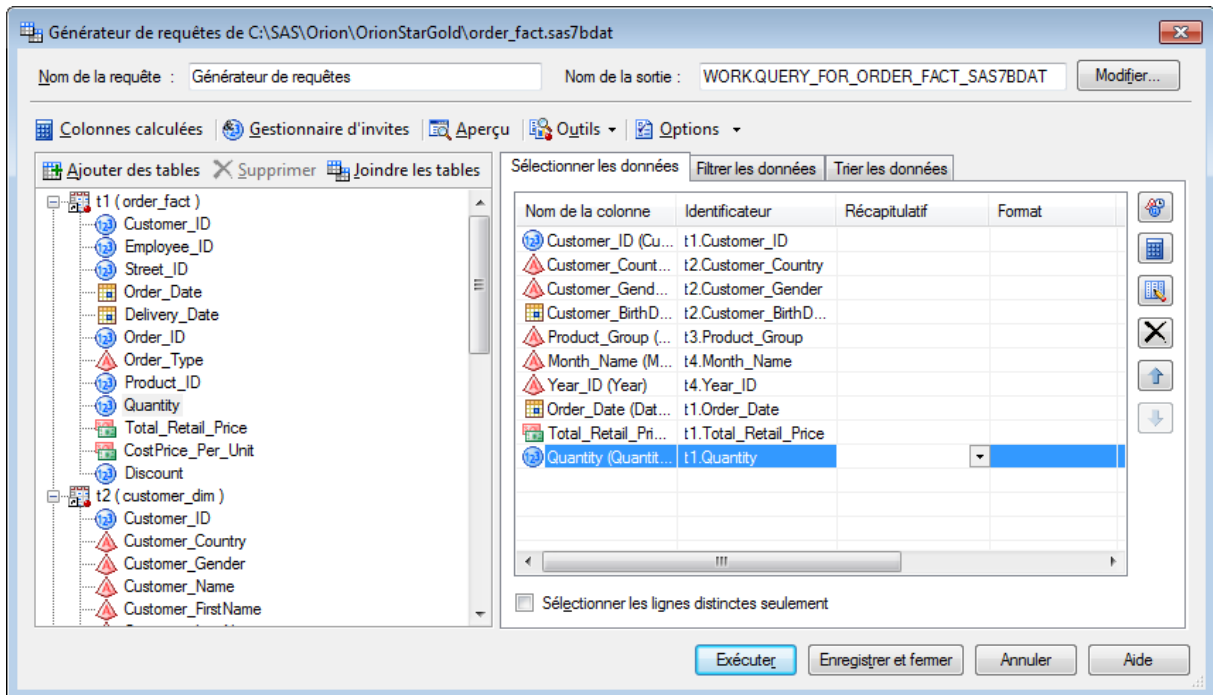 Générateur de requêtes de C:\SAS\Orion\OrionStarGold\order_fact.sas7bdat
Nom de la requête : Générateur de requêtes Nom de la sortie : WORK.QUERY_FOR_ORDER_FACT_SAS7BDAT Modifier...
Colonnes calculées Gestionnaire d'invites Aperçu Outils Options
Ajouter des tables Supprimer Joindre les tables
t1 ( order_fact )
Customer_ID
Employee_ID
Street_ID
Order_Date
Delivery_Date
Order_ID
Order_Type
Product_ID
Quantity
Total_Retail_Price
CostPrice_Per_Unit
Discount
t2 ( customer_dim )
Customer_ID
Customer_Country
Customer_Gender
Customer_Name
Customer_FirstName
Sélectionner les données Filtrer les données Trier les données
Nom de la colonne Identificateur Récapitulatif Format
Customer_ID (Cu... t1.Customer_ID
Customer_Count... t2.Customer_Country
Customer_Gend... t2.Customer_Gender
Customer_BirthD... t2.Customer_BirthD...
Product_Group (... t3.Product_Group
Month_Name (M... t4.Month_Name
Year_ID (Year) t4.Year_ID
Order_Date (Dat... t1.Order_Date
Total_Retail_Pri... t1.Total_Retail_Price
Quantity (Quantit... t1.Quantity
Sélectionner les lignes distinctes seulement
Exécuter Enregistrer et fermer Annuler Aide